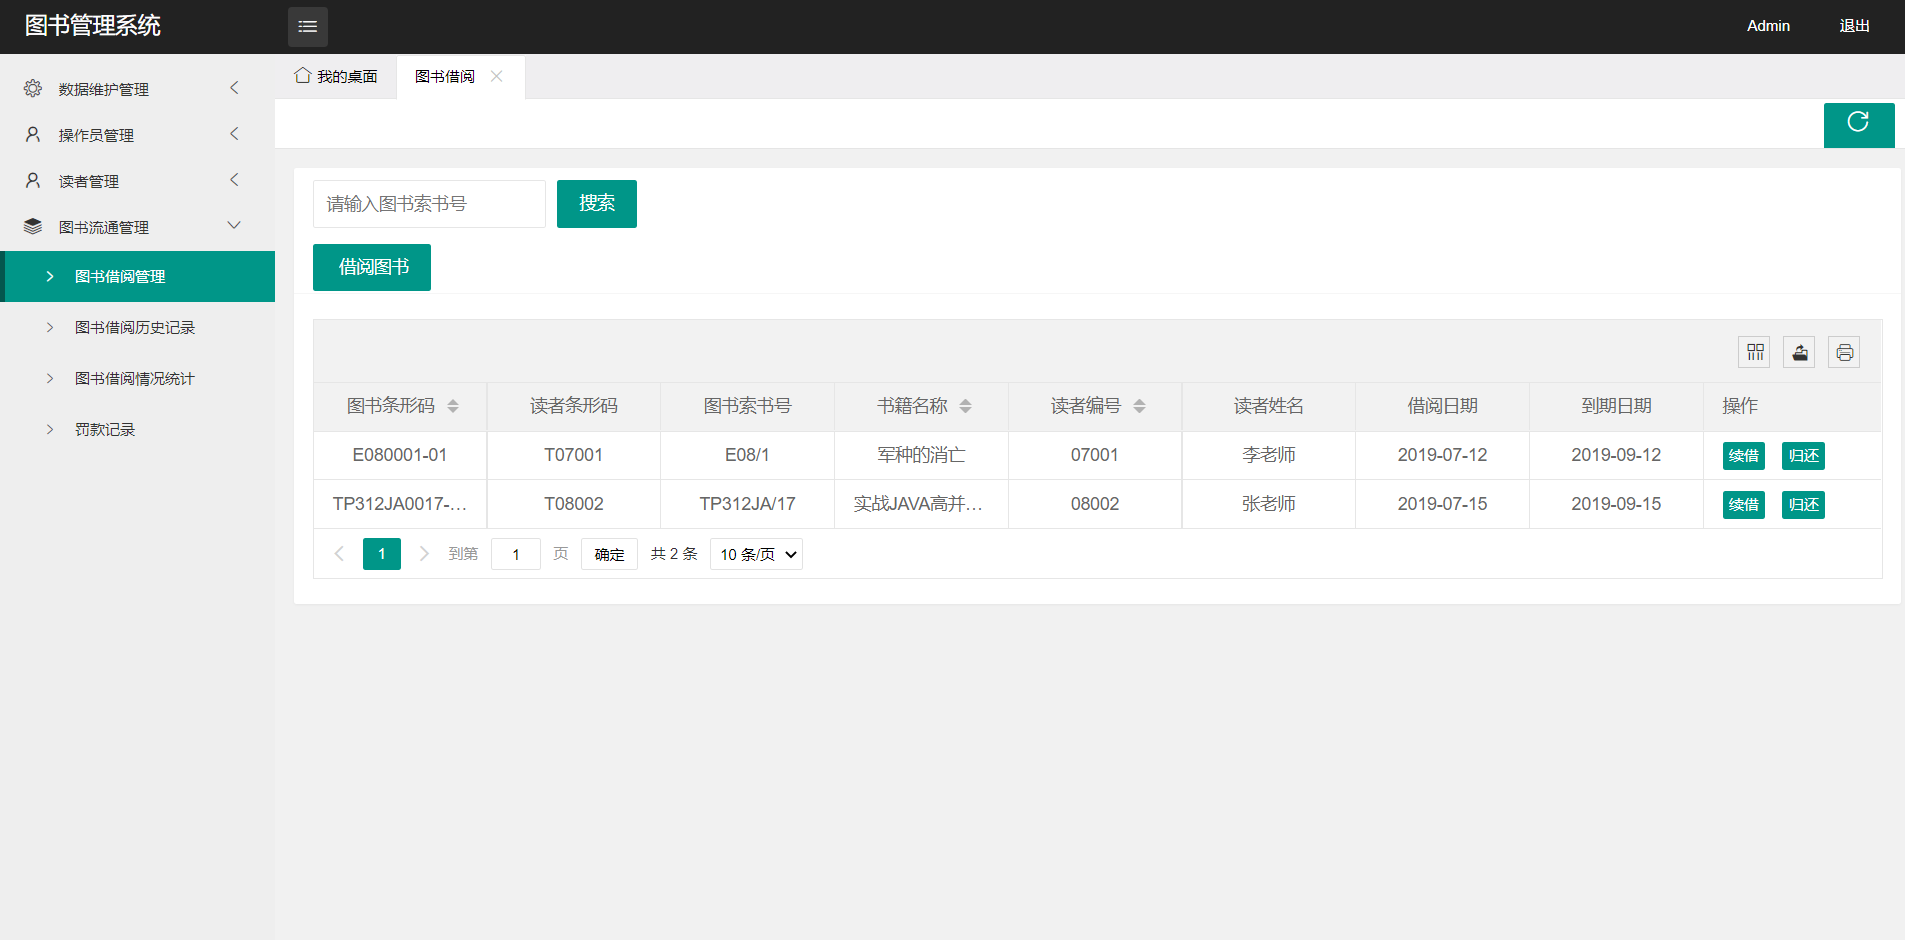 图书管理系统
Admin
退出
数据维护管理
操作员管理
读者管理
图书流通管理
图书借阅管理
图书借阅历史记录
图书借阅情况统计
罚款记录
我的桌面
图书借阅
请输入图书索书号
搜索
借阅图书
图书条形码 读者条形码 图书索书号 书籍名称 读者编号 读者姓名 借阅日期 到期日期 操作
E080001-01 T07001 E08/1 军种的消亡 07001 李老师 2019-07-12 2019-09-12 续借 归还
TP312JA0017-... T08002 TP312JA/17 实战JAVA高并... 08002 张老师 2019-07-15 2019-09-15 续借 归还
1 到第 1 页 确定 共 2 条 10 条/页